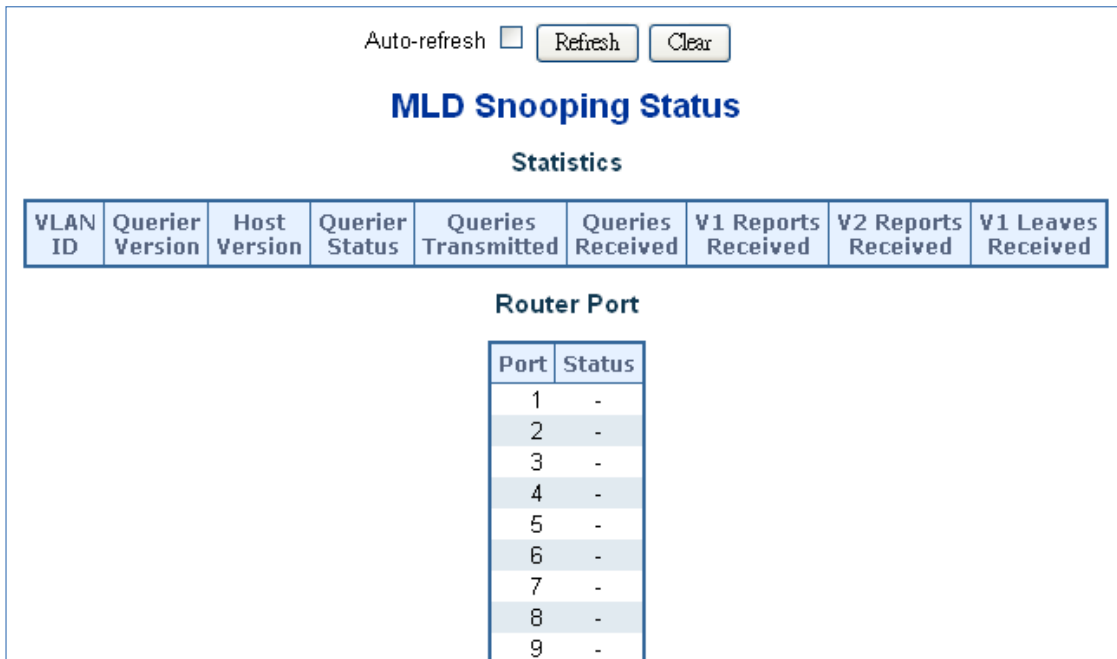 Auto-refresh Refresh Clear
MLD Snooping Status
Statistics
VLAN ID Querier Version Host Version Querier Status Queries Transmitted Queries Received V1 Reports Received V2 Reports Received V1 Leaves Received
Router Port
Port Status
1 -
2 -
3 -
4 -
5 -
6 -
7 -
8 -
9 -